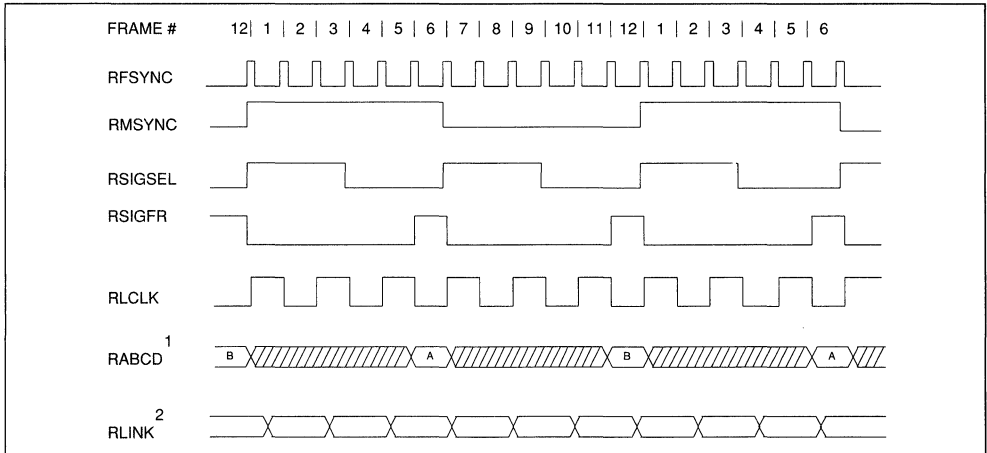 FRAME # 12| 1 | 2 | 3 | 4 | 5 | 6 | 7 | 8 | 9 | 10 | 11 | 12 | 1 | 2 | 3 | 4 | 5 | 6
RFSYNC
RMSYNC
RSIGSEL
RSIGFR
RLCLK
RABCD 1 B A B A
RLINK 2